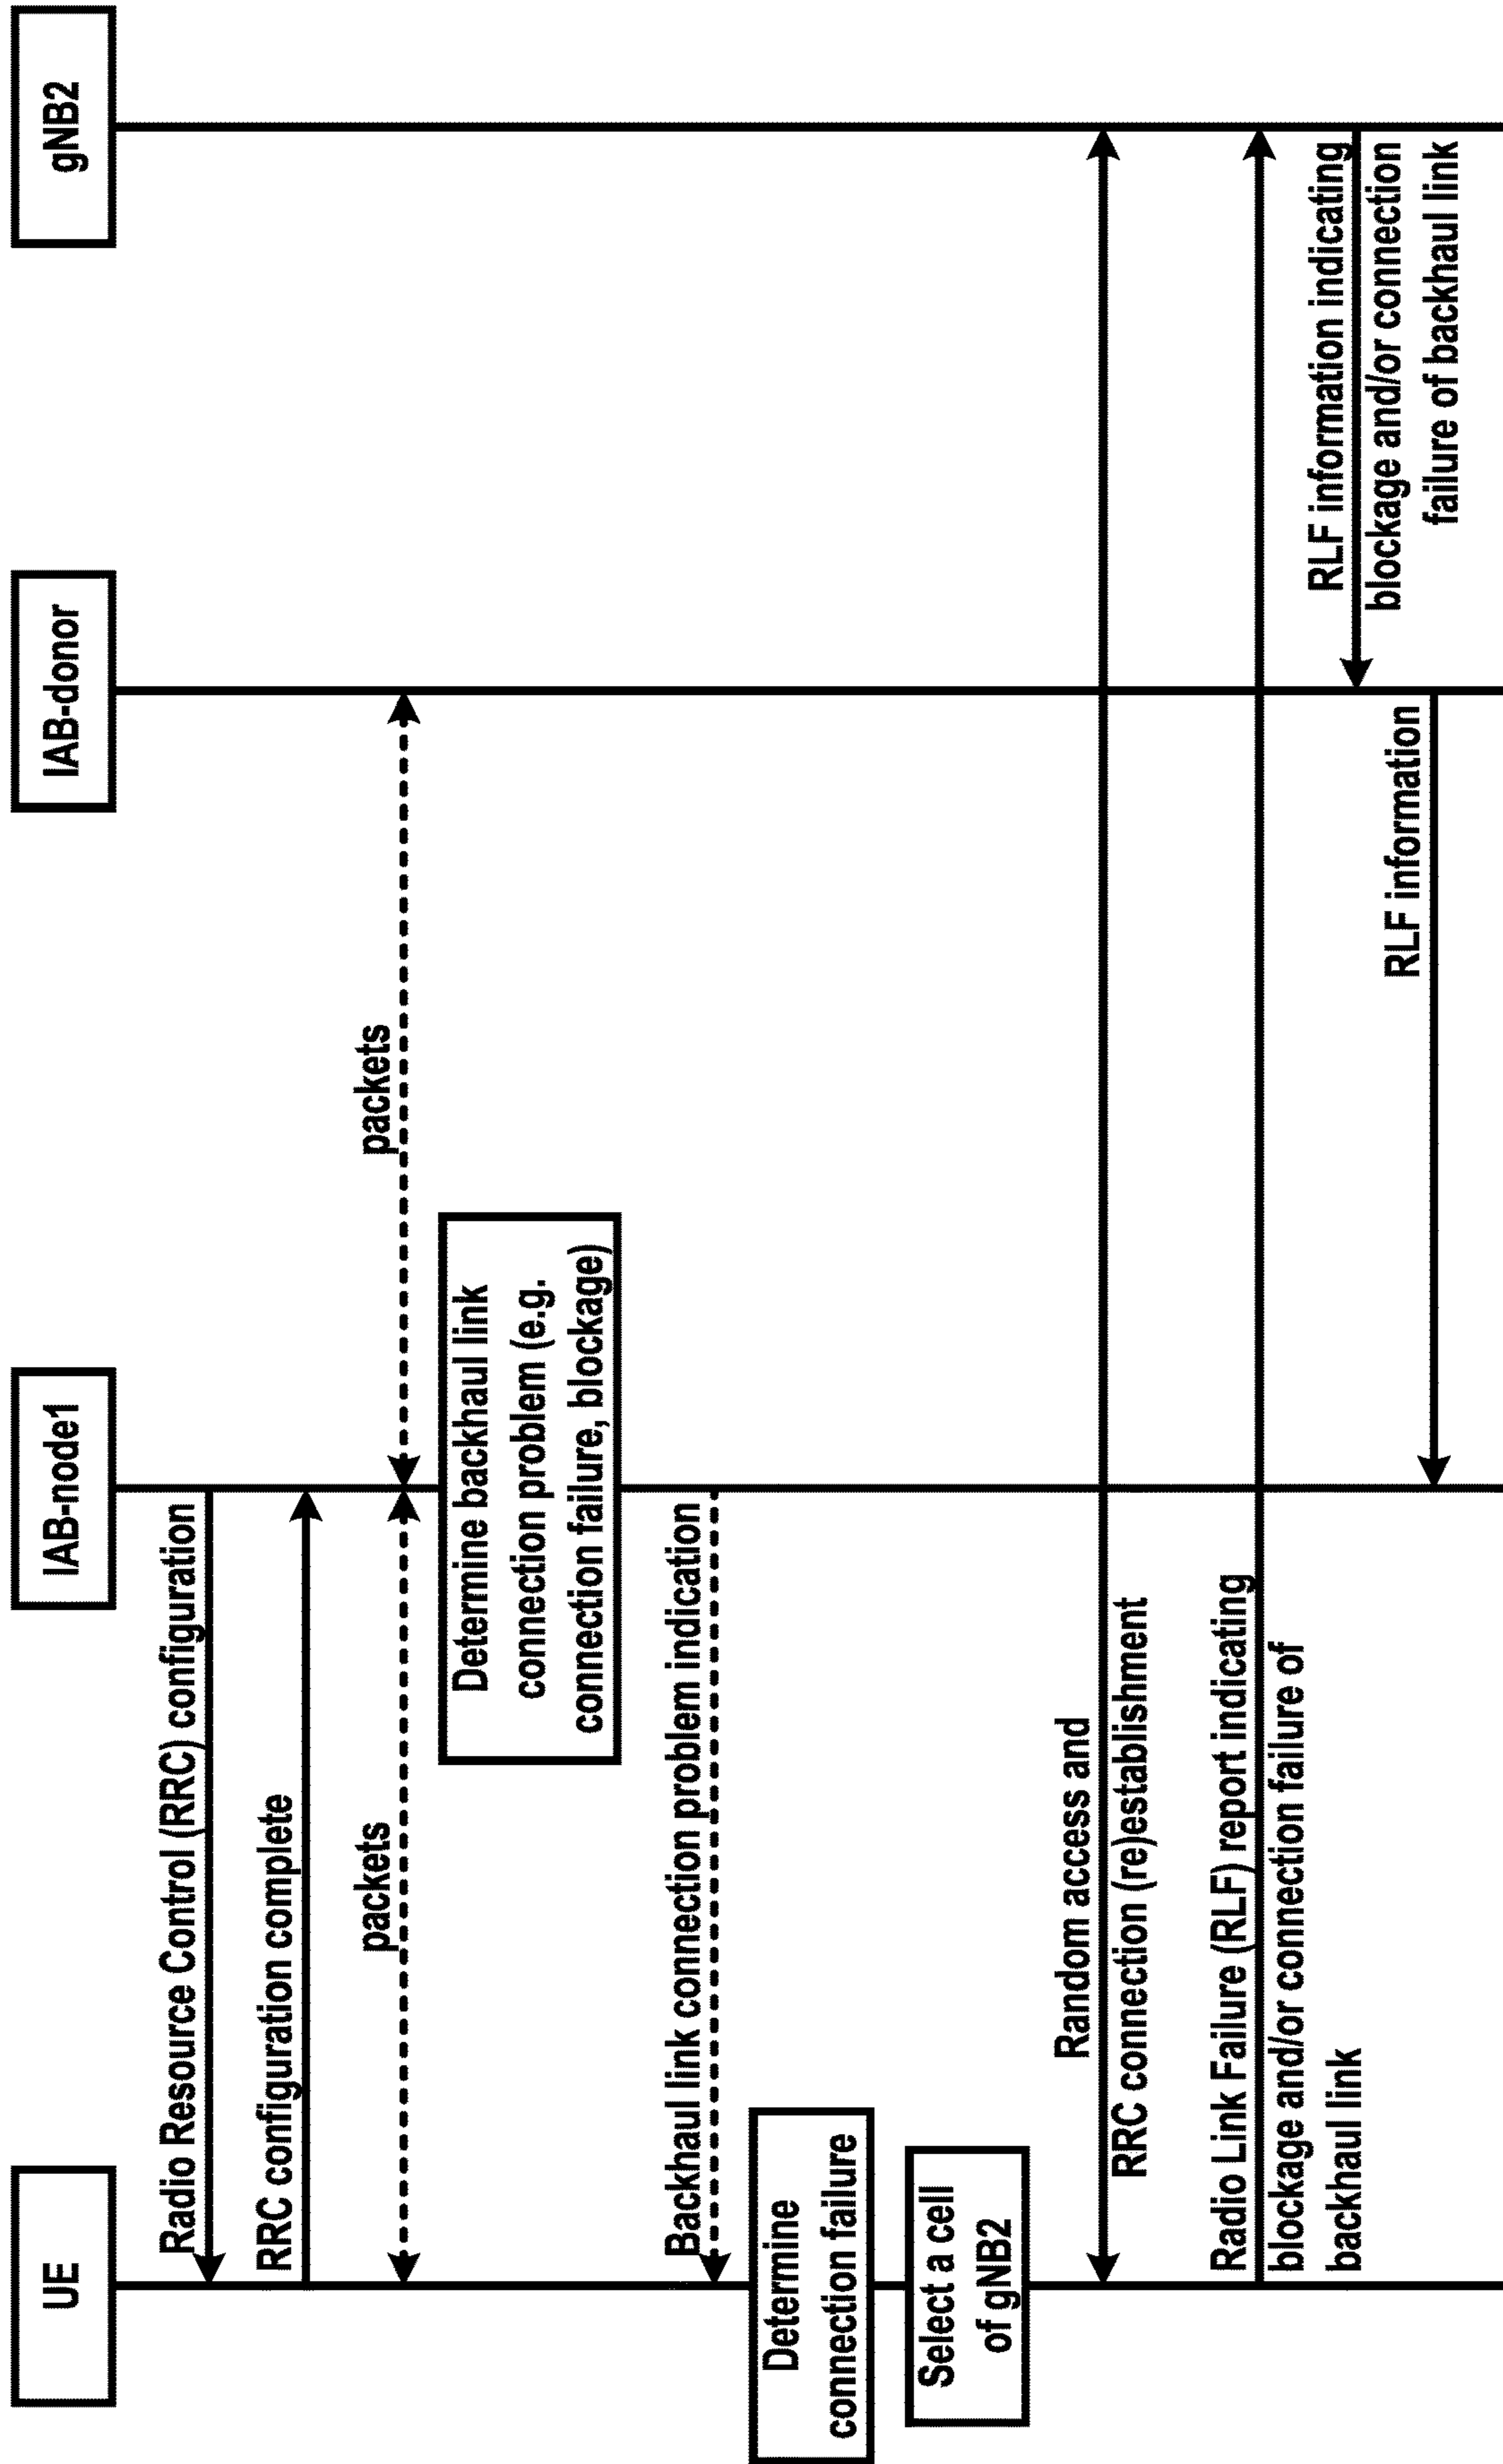 UE
IAB-node1
IAB-donor
gNB2
Radio Resource Control (RRC) configuration
RRC configuration complete
packets
packets
Determine backhaul link
connection problem (e.g.
connection failure, blockage)
Backhaul link connection problem indication
Determine
connection failure
Select a cell
of gNB2
Random access and
RRC connection (re)establishment
Radio Link Failure (RLF) report indicating
blockage and/or connection failure of
backhaul link
RLF information indicating
blockage and/or connection
failure of backhaul link
RLF information